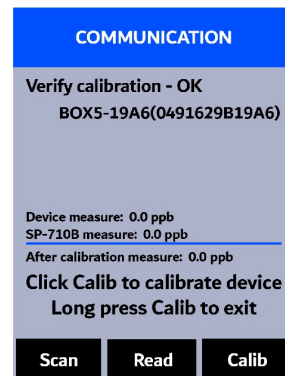 COMMUNICATION
Verify calibration - OK
BOX5-19A6(0491629B19A6)
Device measure: 0.0 ppb
SP-710B measure: 0.0 ppb
After calibration measure: 0.0 ppb
Click Calib to calibrate device
Long press Calib to exit
Scan Read Calib